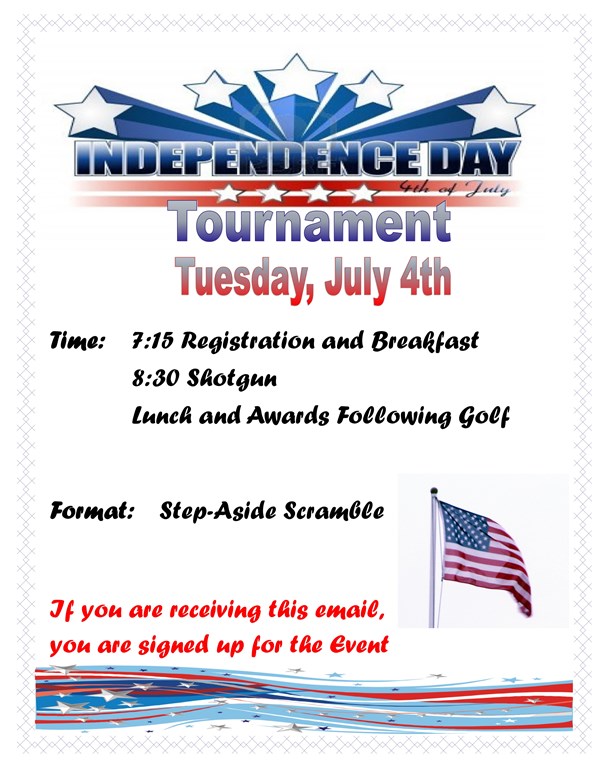 INDEPENDENCE DAY
4th of July
Tournament
Tuesday, July 4th
Time: 7:15 Registration and Breakfast
8:30 Shotgun
Lunch and Awards Following Golf
Format: Step-Aside Scramble
If you are receiving this email,
you are signed up for the Event